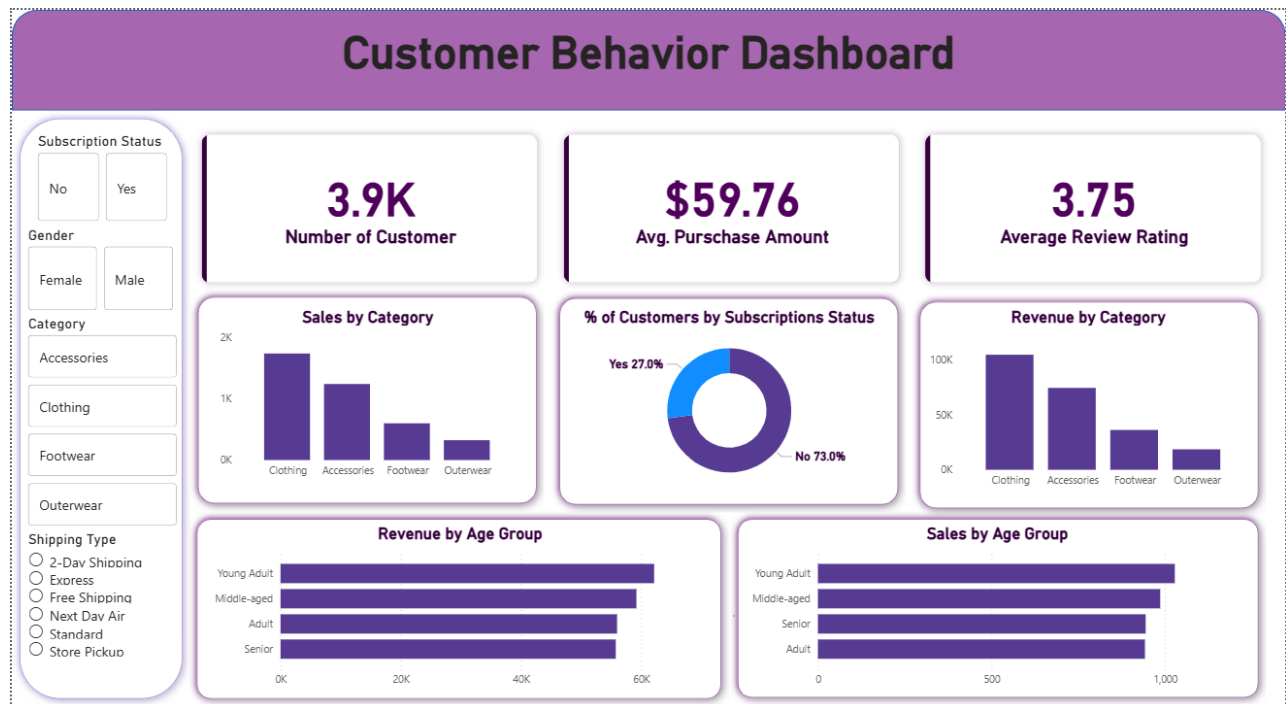 Customer Behavior Dashboard
Subscription Status
No
Yes
Gender
Female
Male
Category
Accessories
Clothing
Footwear
Outerwear
Shipping Type
2-Day Shipping
Express
Free Shipping
Next Day Air
Standard
Store Pickup
3.9K
Number of Customer
$59.76
Avg. Purschase Amount
3.75
Average Review Rating
Sales by Category
2K
1K
0K
Clothing Accessories Footwear Outerwear
% of Customers by Subscriptions Status
Yes 27.0%
No 73.0%
Revenue by Category
100K
50K
0K
Clothing Accessories Footwear Outerwear
Revenue by Age Group
Young Adult
Middle-aged
Adult
Senior
0K 20K 40K 60K
Sales by Age Group
Young Adult
Middle-aged
Senior
Adult
0 500 1,000